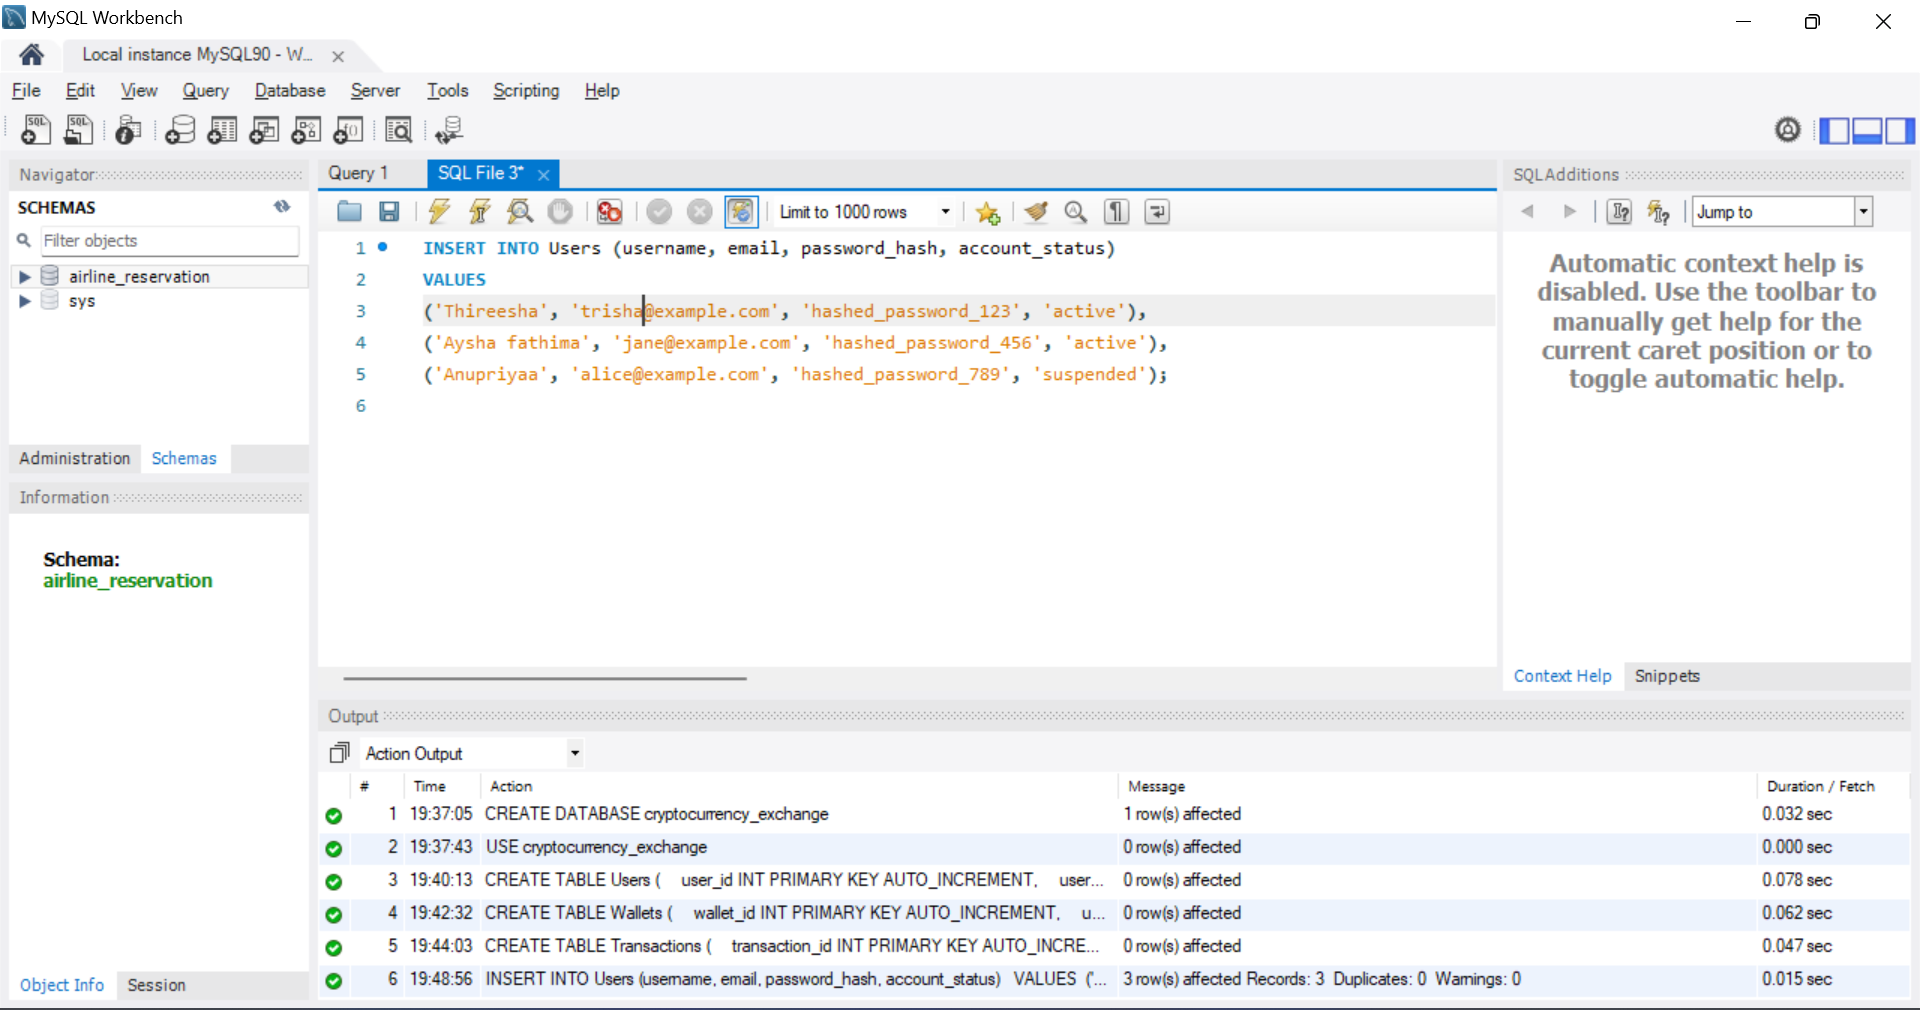 MySQL Workbench
Local instance MySQL90 - W...
File Edit View Query Database Server Tools Scripting Help
Navigator
SCHEMAS
Filter objects
airline_reservation
sys
Administration Schemas
Information
Schema:
airline_reservation
Object Info Session
Query 1 SQL File 3*
Limit to 1000 rows
1 INSERT INTO Users (username, email, password_hash, account_status)
2 VALUES
3 ('Thireesha', 'trisha@example.com', 'hashed_password_123', 'active'),
4 ('Aysha fathima', 'jane@example.com', 'hashed_password_456', 'active'),
5 ('Anupriyaa', 'alice@example.com', 'hashed_password_789', 'suspended');
6
SQLAdditions
Jump to
Automatic context help is
disabled. Use the toolbar to
manually get help for the
current caret position or to
toggle automatic help.
Context Help Snippets
Output
Action Output
# Time Action Message Duration / Fetch
1 19:37:05 CREATE DATABASE cryptocurrency_exchange 1 row(s) affected 0.032 sec
2 19:37:43 USE cryptocurrency_exchange 0 row(s) affected 0.000 sec
3 19:40:13 CREATE TABLE Users ( user_id INT PRIMARY KEY AUTO_INCREMENT, user... 0 row(s) affected 0.078 sec
4 19:42:32 CREATE TABLE Wallets ( wallet_id INT PRIMARY KEY AUTO_INCREMENT, u... 0 row(s) affected 0.062 sec
5 19:44:03 CREATE TABLE Transactions ( transaction_id INT PRIMARY KEY AUTO_INCRE... 0 row(s) affected 0.047 sec
6 19:48:56 INSERT INTO Users (username, email, password_hash, account_status) VALUES ('... 3 row(s) affected Records: 3 Duplicates: 0 Warnings: 0 0.015 sec